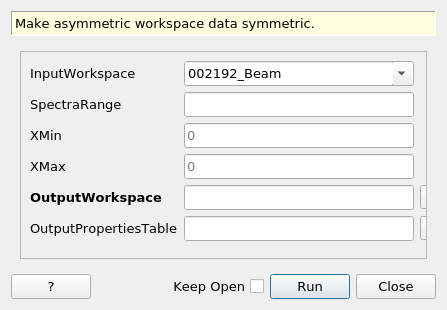 Make asymmetric workspace data symmetric.
InputWorkspace 002192_Beam
SpectraRange
XMin 0
XMax 0
OutputWorkspace
OutputPropertiesTable
? Keep Open Run Close